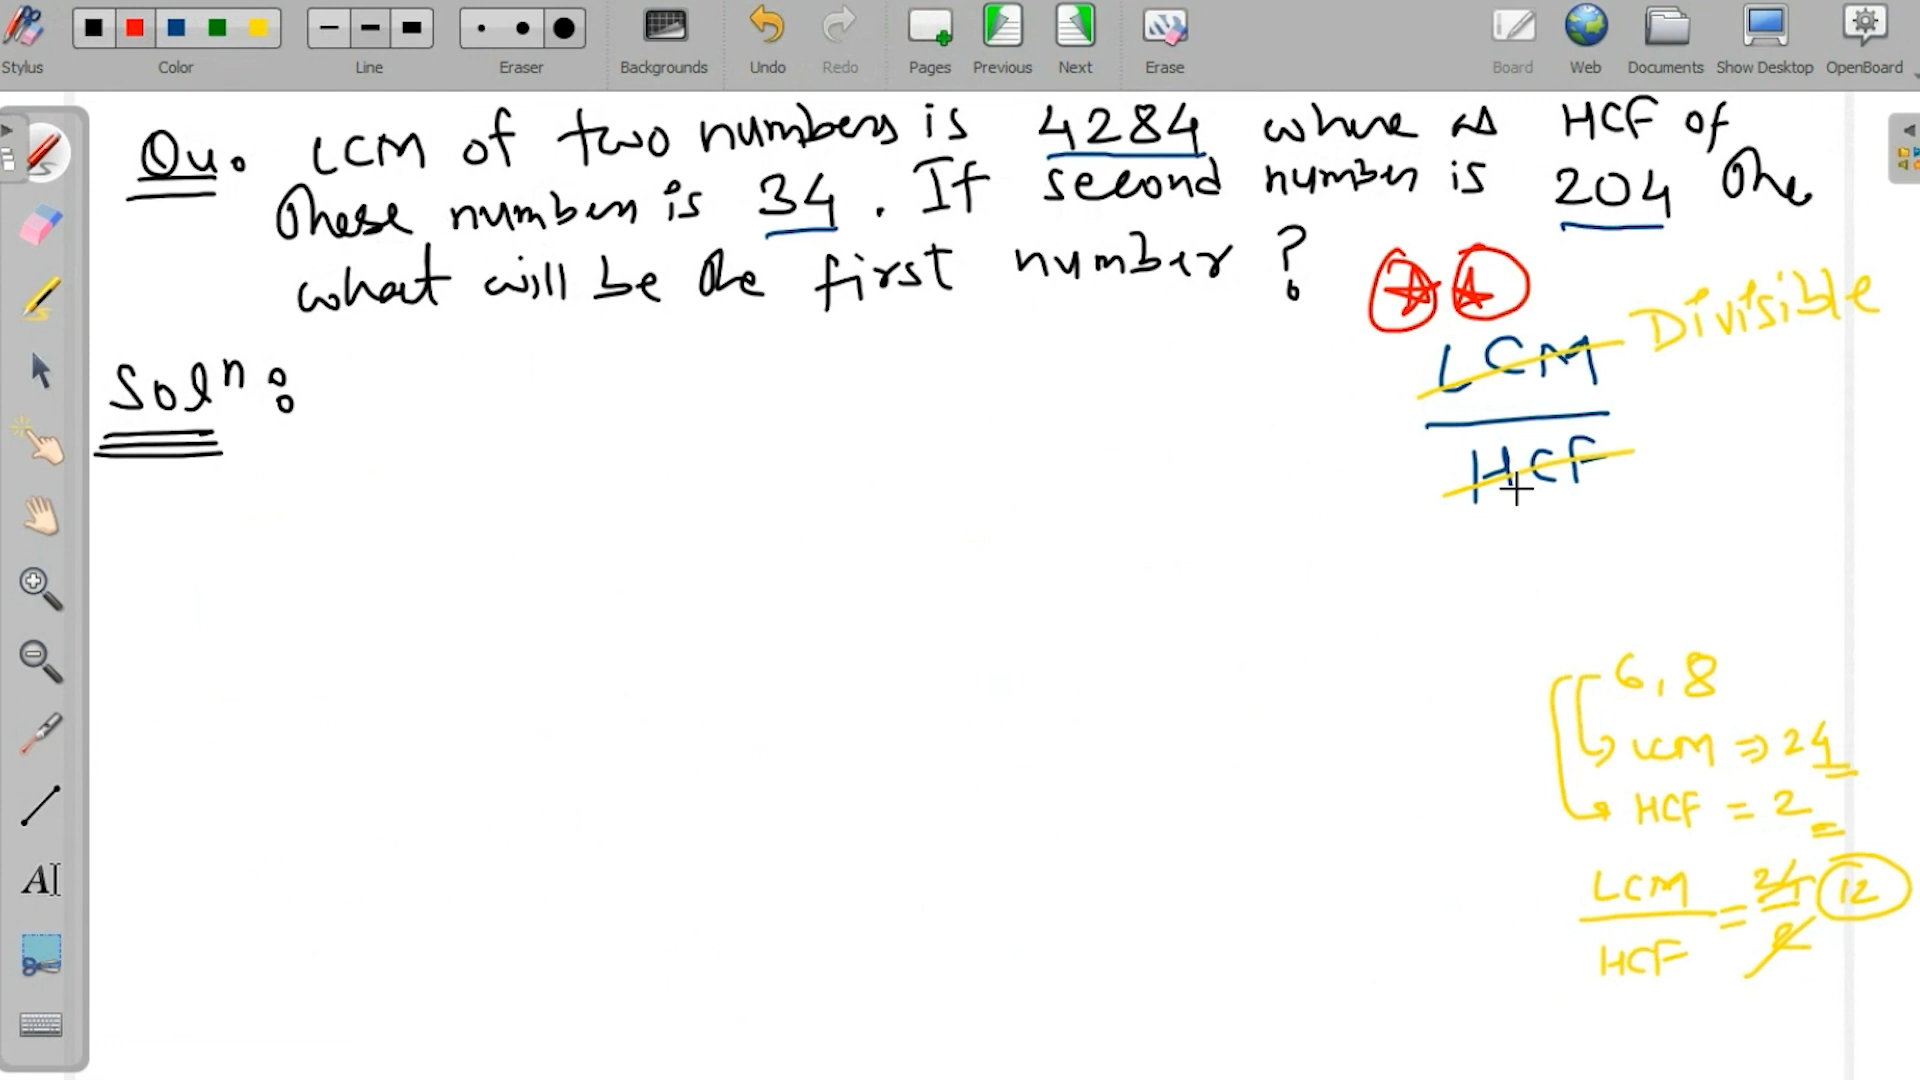 Stylus
Color
Line
Eraser
Backgrounds
Undo
Redo
Pages
Previous
Next
Erase
Board
Web
Documents
Show Desktop
OpenBoard
Qu. LCM of two numbers is 4284 where as HCF of
these numbers is 34. If second number is 204 the
what will be the first number ?
Divisible
LCM
HCF
Solⁿ :
6, 8
LCM ⇒ 24
HCF = 2
LCM = 24 12
HCF 2
AI